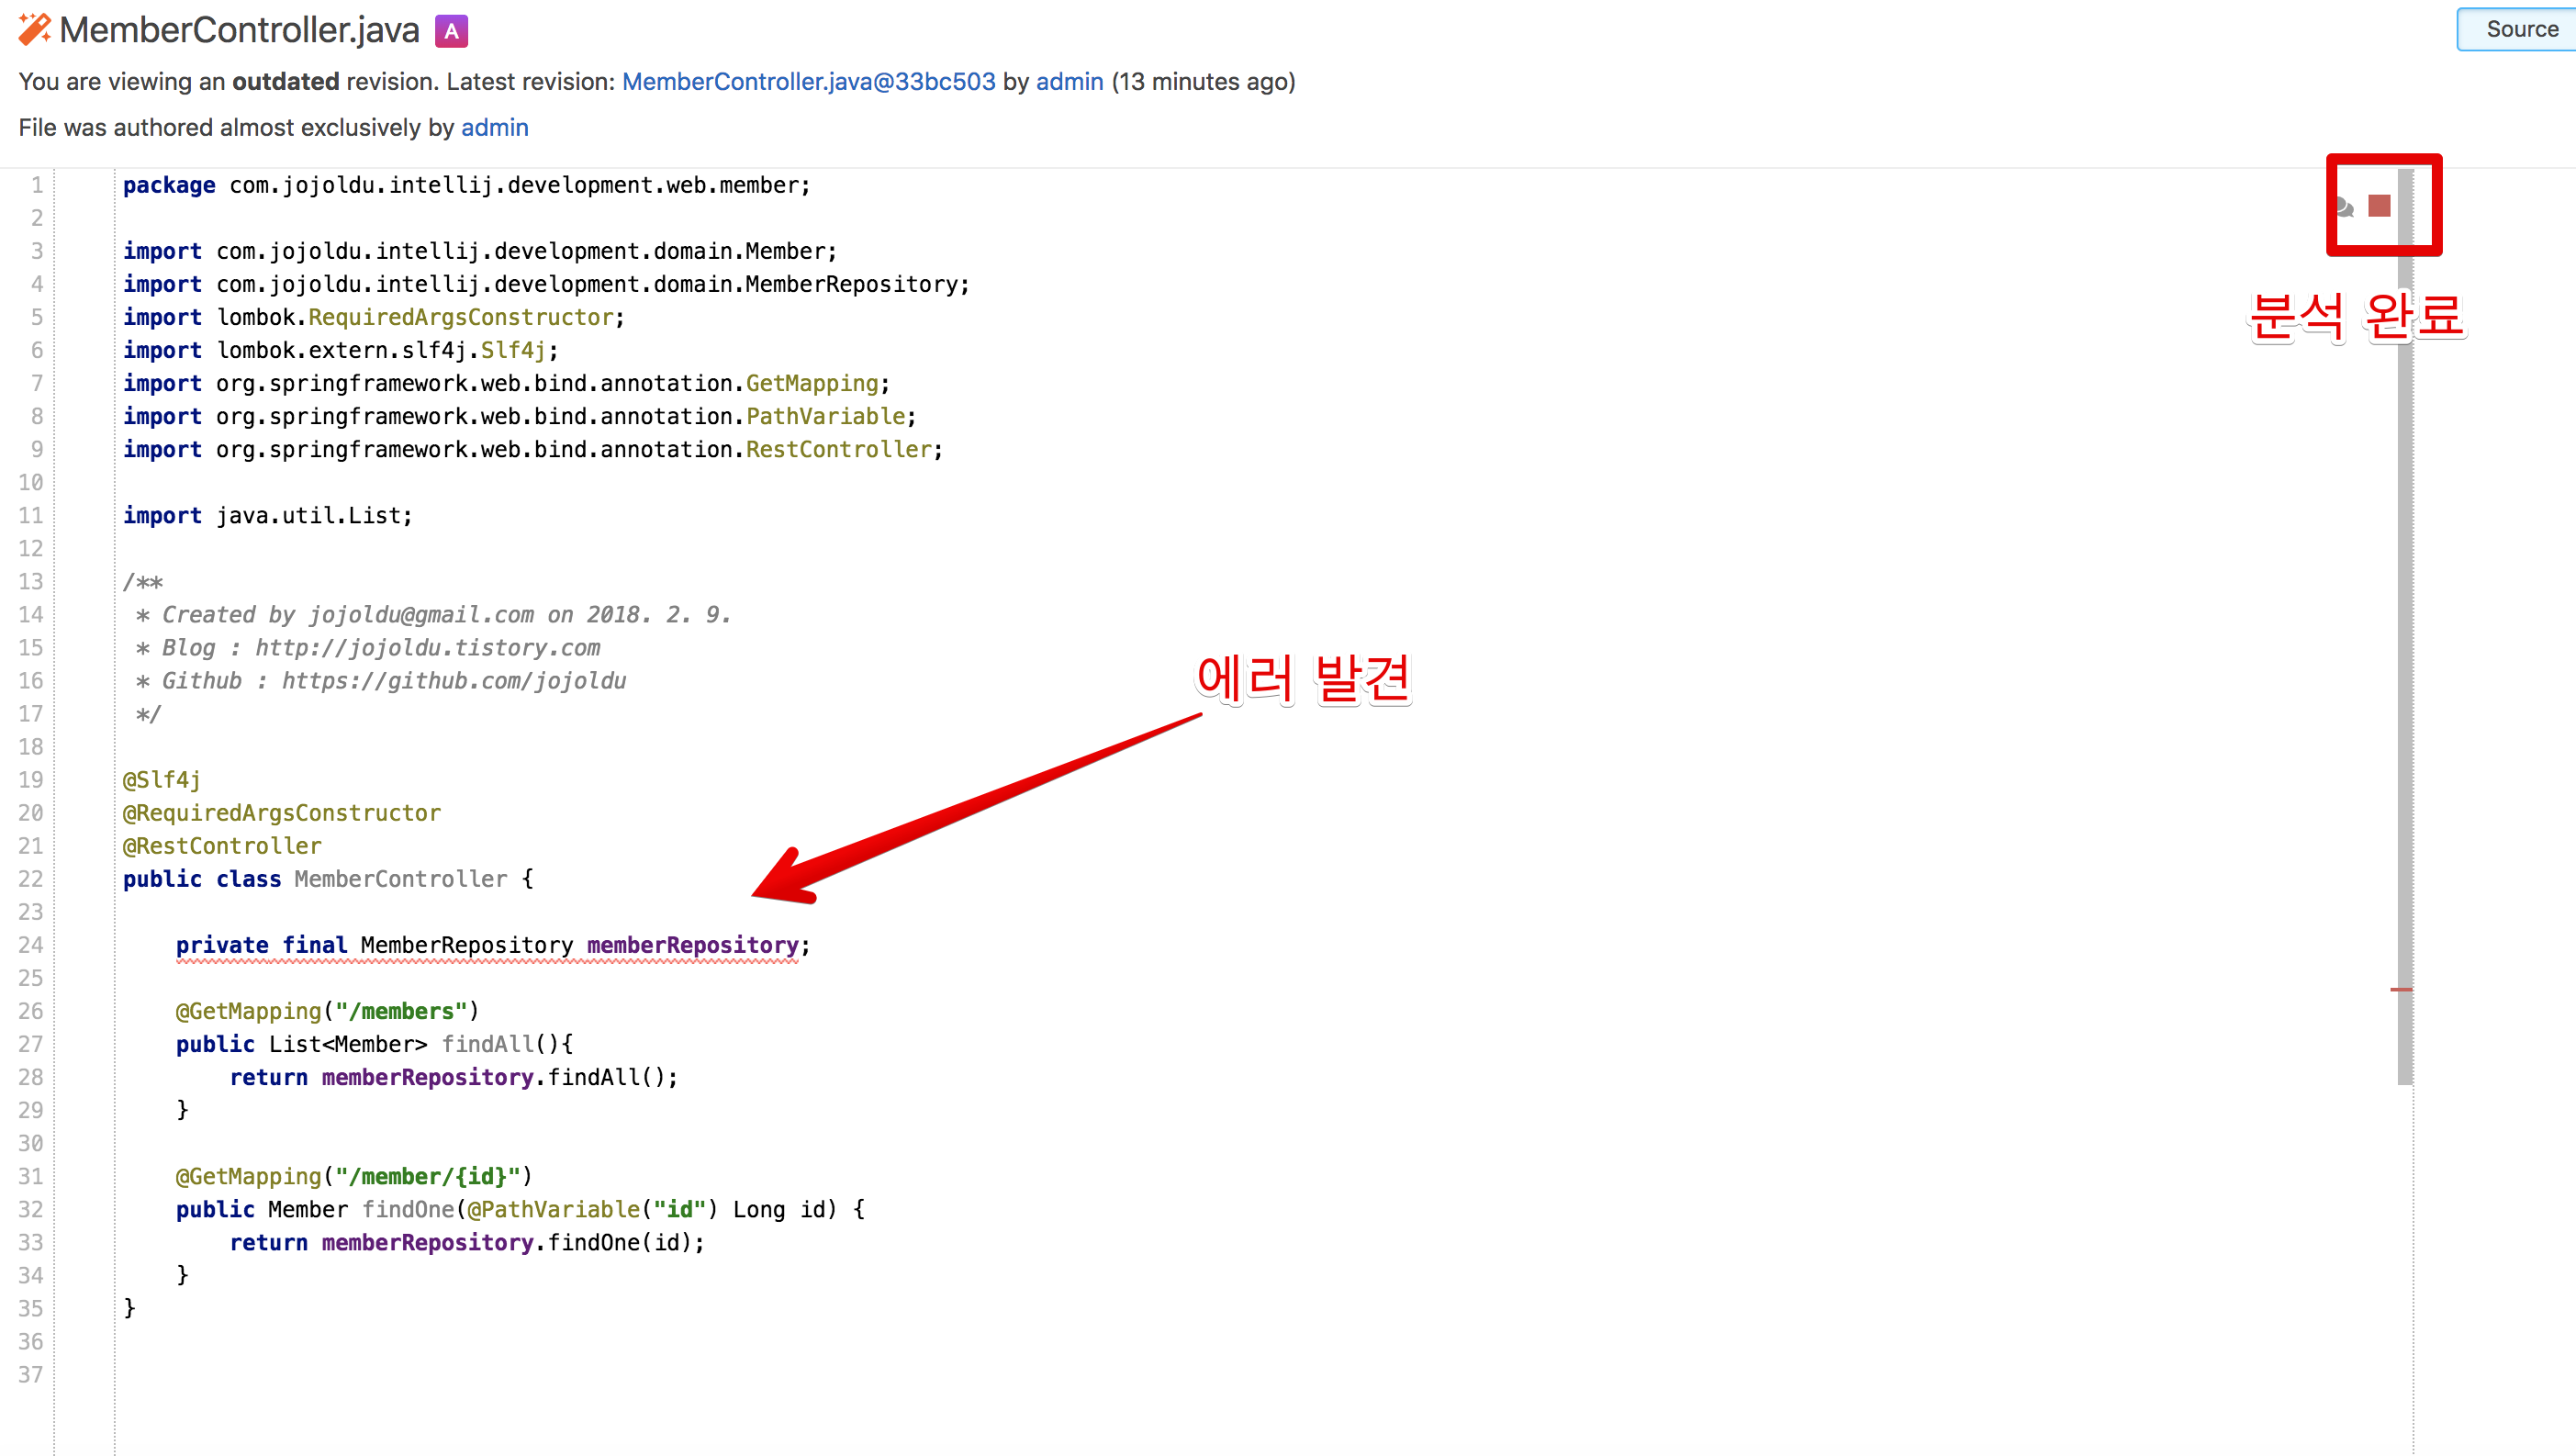 MemberController.java A
Source
You are viewing an outdated revision. Latest revision: MemberController.java@33bc503 by admin (13 minutes ago)
File was authored almost exclusively by admin
분석 완료
에러 발견
1 package com.jojoldu.intellij.development.web.member;
2
3 import com.jojoldu.intellij.development.domain.Member;
4 import com.jojoldu.intellij.development.domain.MemberRepository;
5 import lombok.RequiredArgsConstructor;
6 import lombok.extern.slf4j.Slf4j;
7 import org.springframework.web.bind.annotation.GetMapping;
8 import org.springframework.web.bind.annotation.PathVariable;
9 import org.springframework.web.bind.annotation.RestController;
10
11 import java.util.List;
12
13 /**
14  * Created by jojoldu@gmail.com on 2018. 2. 9.
15  * Blog : http://jojoldu.tistory.com
16  * Github : https://github.com/jojoldu
17  */
18
19 @Slf4j
20 @RequiredArgsConstructor
21 @RestController
22 public class MemberController {
23
24     private final MemberRepository memberRepository;
25
26     @GetMapping("/members")
27     public List<Member> findAll(){
28         return memberRepository.findAll();
29     }
30
31     @GetMapping("/member/{id}")
32     public Member findOne(@PathVariable("id") Long id) {
33         return memberRepository.findOne(id);
34     }
35 }
36
37